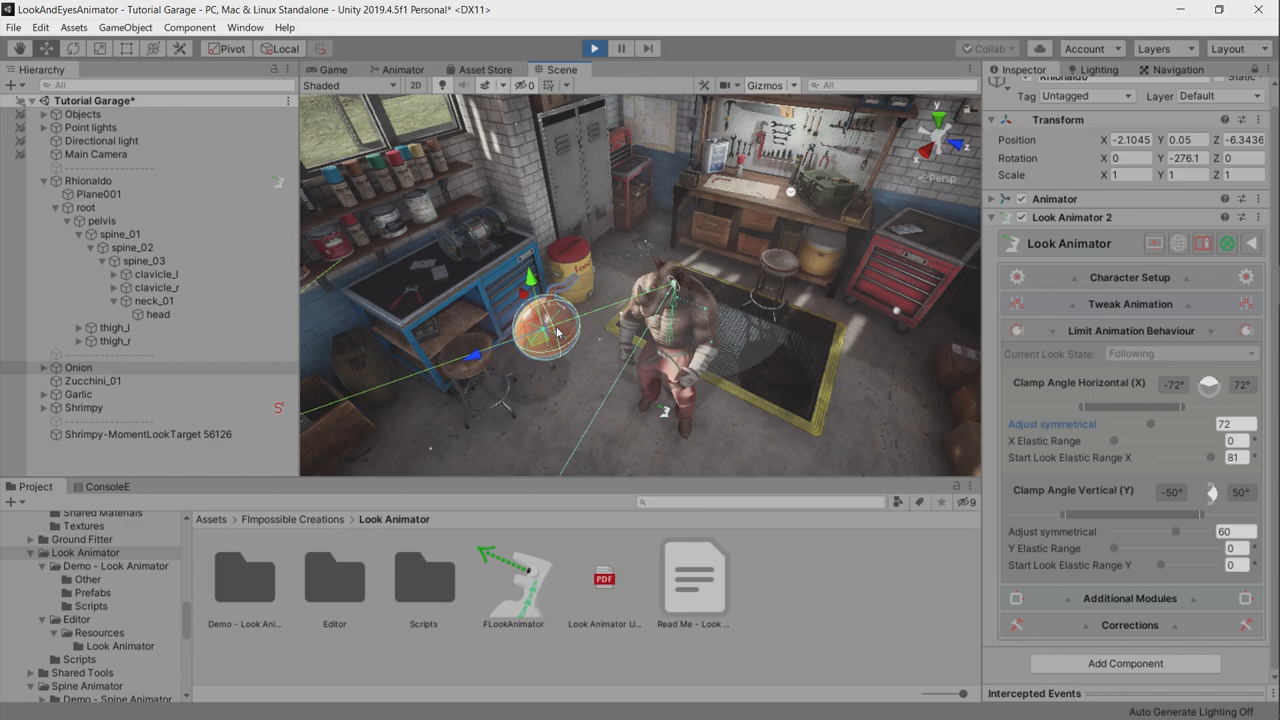 LookAndEyesAnimator - Tutorial Garage - PC, Mac & Linux Standalone - Unity 2019.4.5f1 Personal* <DX11>
File Edit Assets GameObject Component Window Help
Pivot Local Collab Account Layers Layout
Hierarchy
All
Tutorial Garage*
Objects
Point lights
Directional light
Main Camera
Rhionaldo
Plane001
root
pelvis
spine_01
spine_02
spine_03
clavicle_l
clavicle_r
neck_01
head
thigh_l
thigh_r
Onion
Zucchini_01
Garlic
Shrimpy
Shrimpy-MomentLookTarget 56126
Game Animator Asset Store Scene
Shaded 2D 0 Gizmos All
y
x
z
Persp
Inspector Lighting Navigation
Rhionaldo Static
Tag Untagged Layer Default
Transform
Position X -2.1045 Y 0.05 Z -6.3436
Rotation X 0 Y -276.1 Z 0
Scale X 1 Y 1 Z 1
Animator
Look Animator 2
Look Animator
Character Setup
Tweak Animation
Limit Animation Behaviour
Current Look State: Following
Clamp Angle Horizontal (X) -72° 72°
Adjust symmetrical 72
X Elastic Range 0 °
Start Look Elastic Range X 81 °
Clamp Angle Vertical (Y) -50° 50°
Adjust symmetrical 60
Y Elastic Range 0 °
Start Look Elastic Range Y 0 °
Additional Modules
Corrections
Add Component
Intercepted Events
Auto Generate Lighting Off
Project ConsoleE
9
Shared Materials
Textures
Ground Fitter
Look Animator
Demo - Look Animator
Other
Prefabs
Scripts
Editor
Resources
Look Animator
Scripts
Shared Tools
Spine Animator
Demo - Spine Animator
Assets > FImpossible Creations > Look Animator
PDF
Demo - Look Ani... Editor Scripts FLookAnimator Look Animator U... Read Me - Look ...